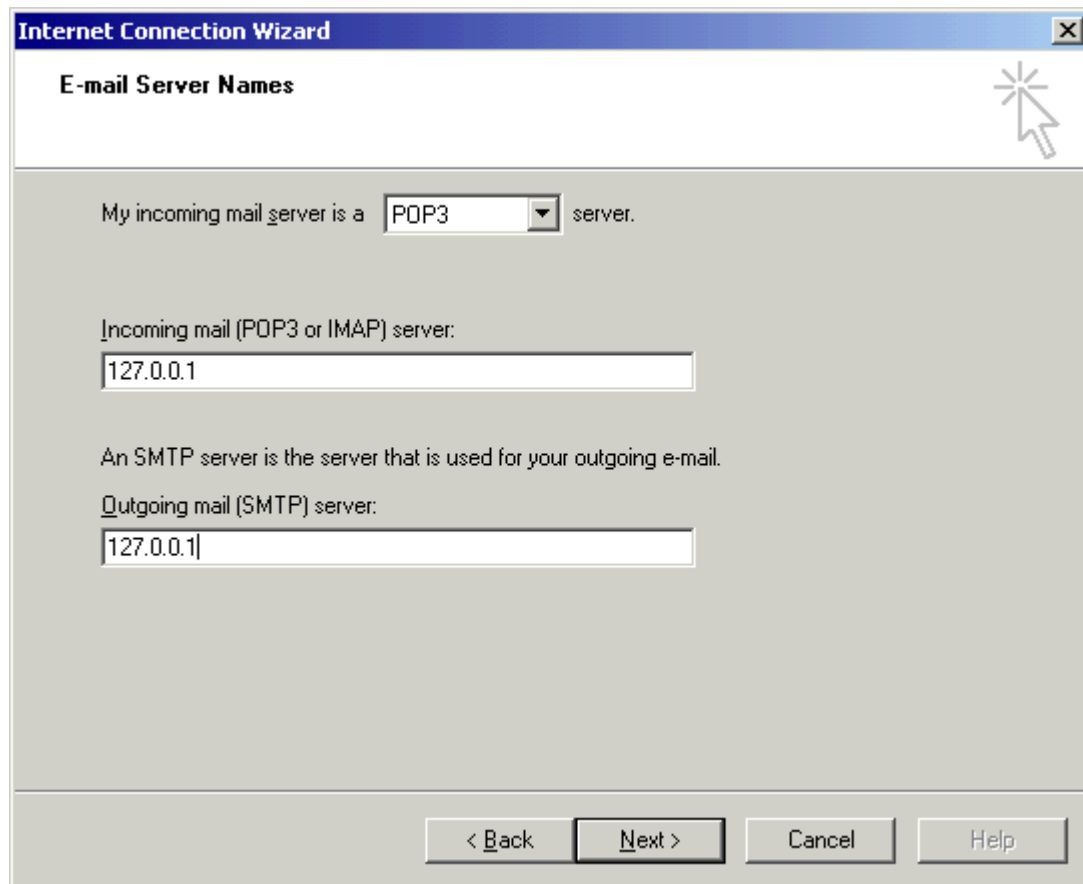 Internet Connection Wizard
E-mail Server Names
My incoming mail server is a POP3 server.
Incoming mail (POP3 or IMAP) server:
127.0.0.1
An SMTP server is the server that is used for your outgoing e-mail.
Outgoing mail (SMTP) server:
127.0.0.1
< Back Next > Cancel Help